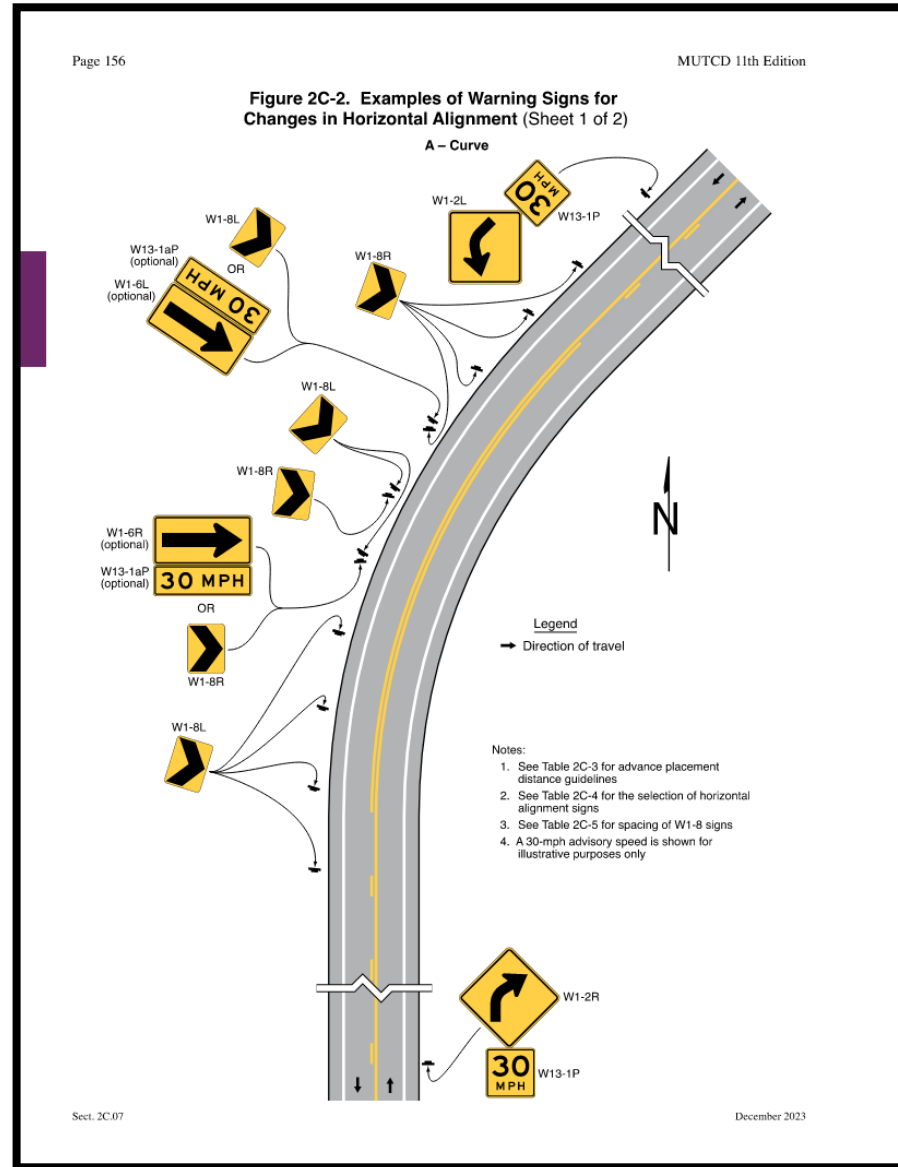 Page 156
MUTCD 11th Edition
Figure 2C-2. Examples of Warning Signs for
Changes in Horizontal Alignment (Sheet 1 of 2)
A – Curve
30
MPH
W1-2L
W13-1P
W1-8L
W13-1aP
(optional)
OR
W1-6L
(optional)
30 MPH
W1-8R
W1-8L
W1-8R
N
W1-6R
(optional)
W13-1aP
(optional)
30 MPH
OR
W1-8R
Legend
Direction of travel
W1-8L
Notes:
1. See Table 2C-3 for advance placement
distance guidelines
2. See Table 2C-4 for the selection of horizontal
alignment signs
3. See Table 2C-5 for spacing of W1-8 signs
4. A 30-mph advisory speed is shown for
illustrative purposes only
W1-2R
30
MPH
W13-1P
Sect. 2C.07
December 2023